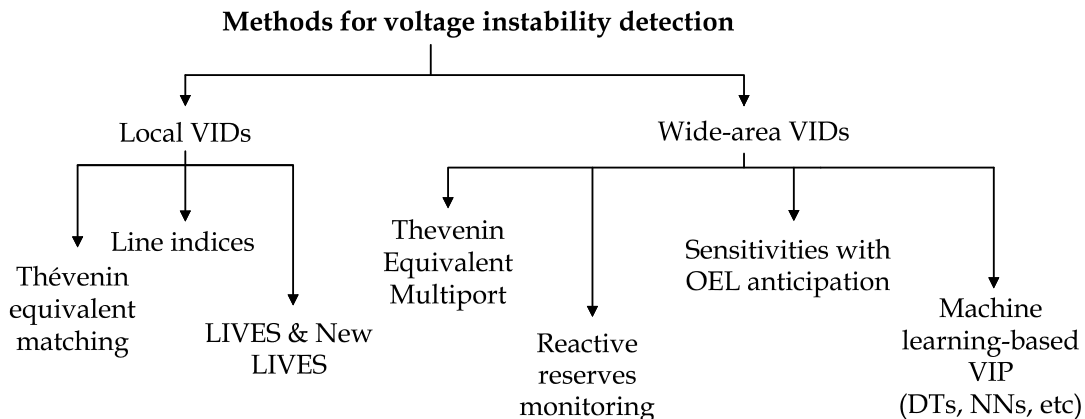 Methods for voltage instability detection
Local VIDs
Wide-area VIDs
Thévenin
equivalent
matching
Line indices
LIVES & New
LIVES
Thevenin
Equivalent
Multiport
Reactive
reserves
monitoring
Sensitivities with
OEL anticipation
Machine
learning-based
VIP
(DTs, NNs, etc)